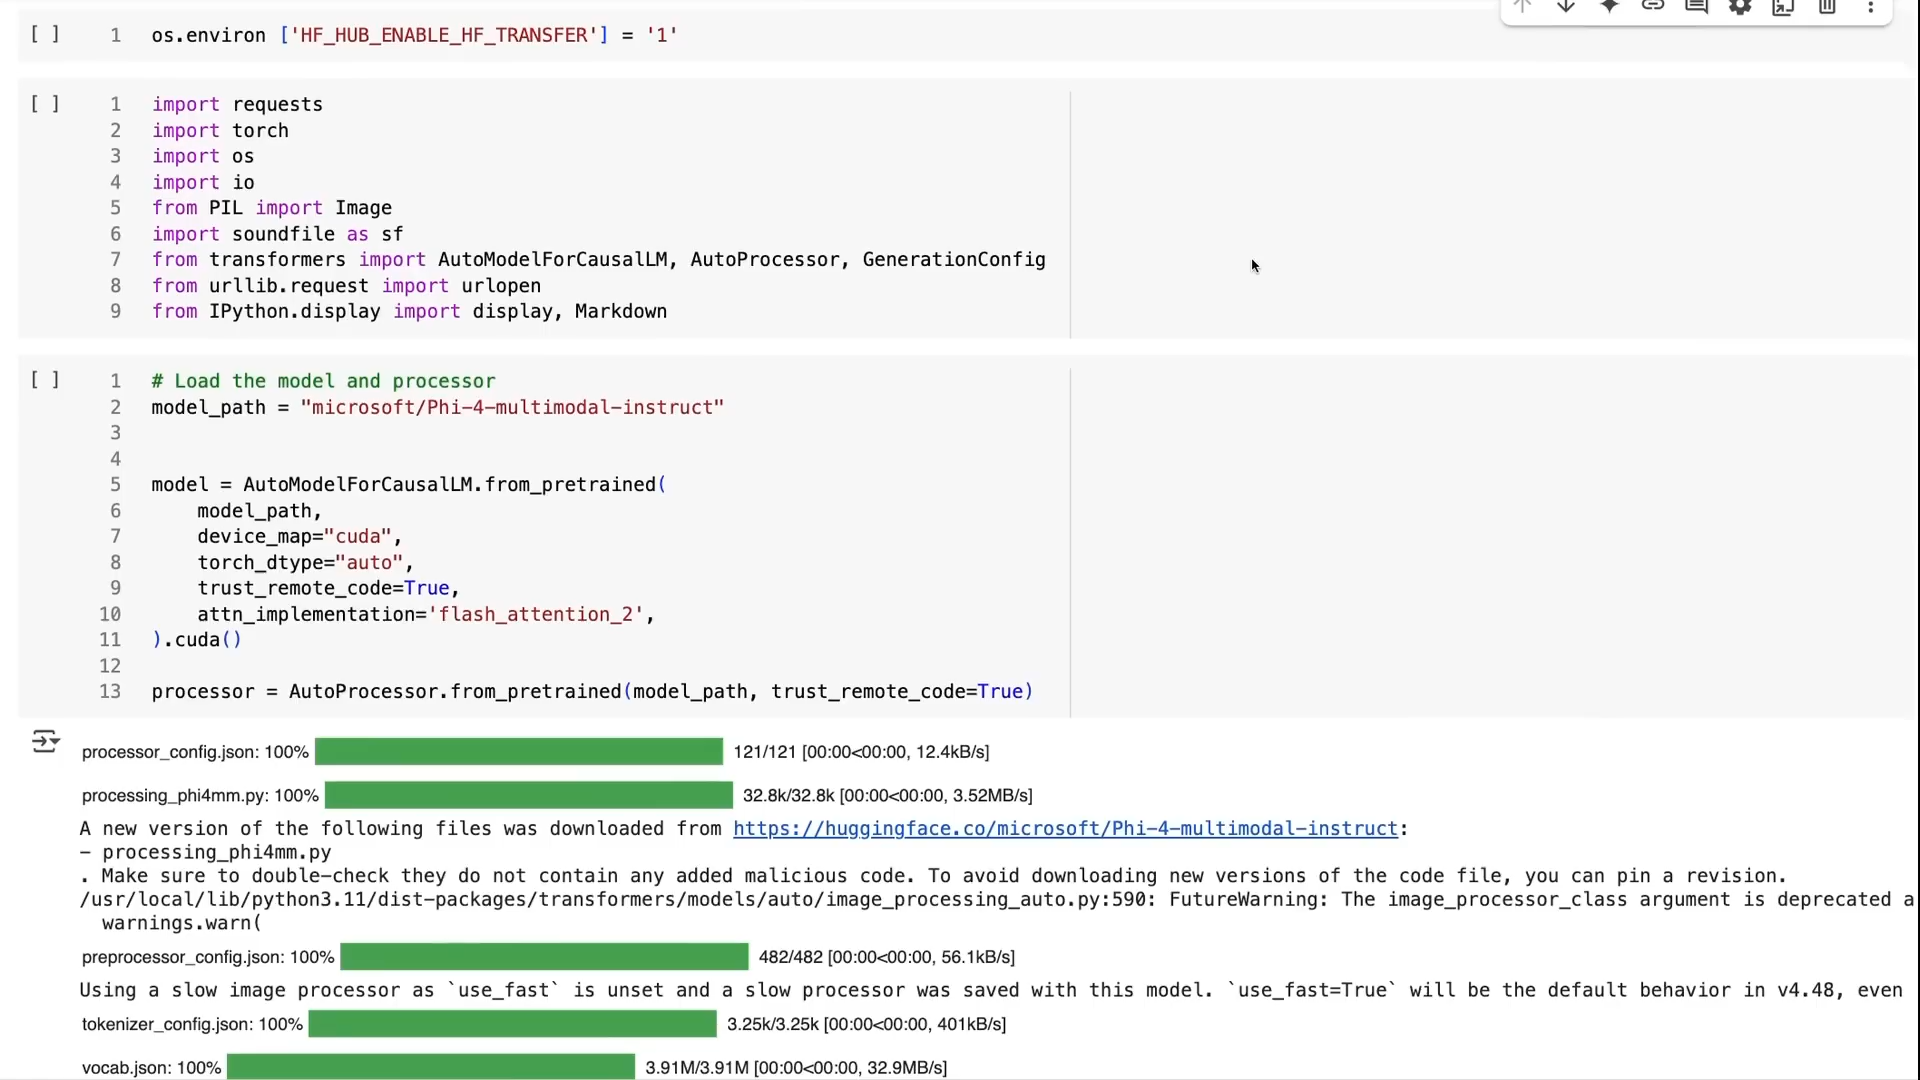 [ ] 1 os.environ ['HF_HUB_ENABLE_HF_TRANSFER'] = '1'
[ ] 1 import requests
2 import torch
3 import os
4 import io
5 from PIL import Image
6 import soundfile as sf
7 from transformers import AutoModelForCausalLM, AutoProcessor, GenerationConfig
8 from urllib.request import urlopen
9 from IPython.display import display, Markdown
[ ] 1 # Load the model and processor
2 model_path = "microsoft/Phi-4-multimodal-instruct"
3
4
5 model = AutoModelForCausalLM.from_pretrained(
6 model_path,
7 device_map="cuda",
8 torch_dtype="auto",
9 trust_remote_code=True,
10 attn_implementation='flash_attention_2',
11 ).cuda()
12
13 processor = AutoProcessor.from_pretrained(model_path, trust_remote_code=True)
processor_config.json: 100% 121/121 [00:00<00:00, 12.4kB/s]
processing_phi4mm.py: 100% 32.8k/32.8k [00:00<00:00, 3.52MB/s]
A new version of the following files was downloaded from https://huggingface.co/microsoft/Phi-4-multimodal-instruct:
- processing_phi4mm.py
. Make sure to double-check they do not contain any added malicious code. To avoid downloading new versions of the code file, you can pin a revision.
/usr/local/lib/python3.11/dist-packages/transformers/models/auto/image_processing_auto.py:590: FutureWarning: The image_processor_class argument is deprecated a
warnings.warn(
preprocessor_config.json: 100% 482/482 [00:00<00:00, 56.1kB/s]
Using a slow image processor as `use_fast` is unset and a slow processor was saved with this model. `use_fast=True` will be the default behavior in v4.48, even
tokenizer_config.json: 100% 3.25k/3.25k [00:00<00:00, 401kB/s]
vocab.json: 100% 3.91M/3.91M [00:00<00:00, 32.9MB/s]